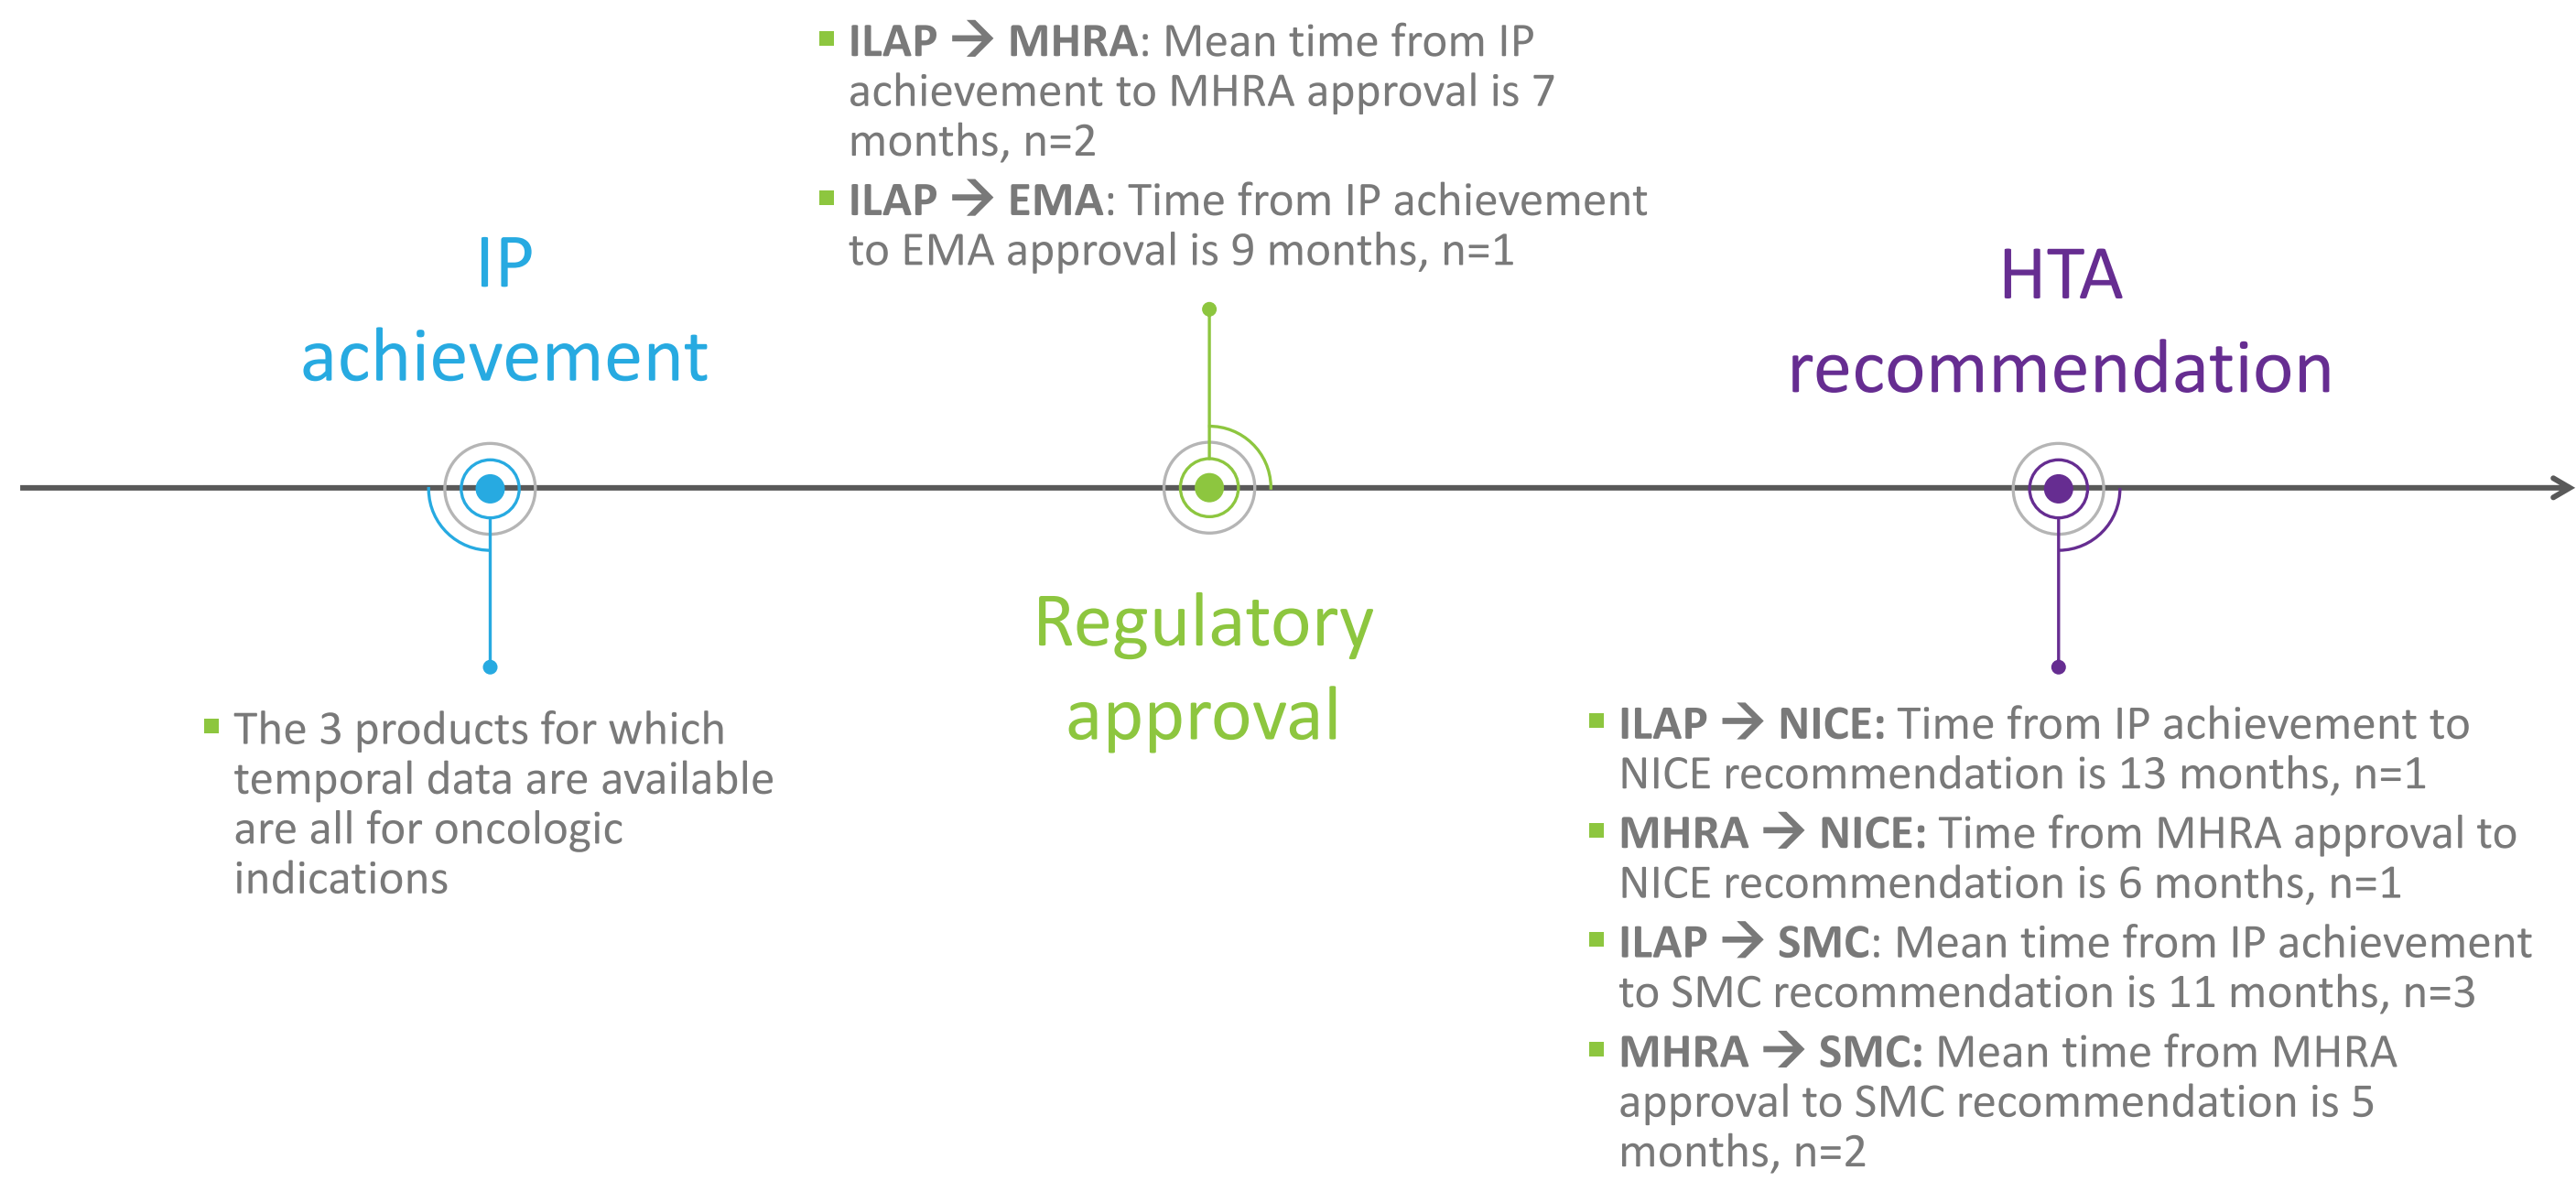 ▪ ILAP → MHRA: Mean time from IP
achievement to MHRA approval is 7
months, n=2
▪ ILAP → EMA: Time from IP achievement
to EMA approval is 9 months, n=1
IP
achievement
HTA
recommendation
Regulatory
approval
▪ The 3 products for which
temporal data are available
are all for oncologic
indications
▪ ILAP → NICE: Time from IP achievement to
NICE recommendation is 13 months, n=1
▪ MHRA → NICE: Time from MHRA approval to
NICE recommendation is 6 months, n=1
▪ ILAP → SMC: Mean time from IP achievement
to SMC recommendation is 11 months, n=3
▪ MHRA → SMC: Mean time from MHRA
approval to SMC recommendation is 5
months, n=2